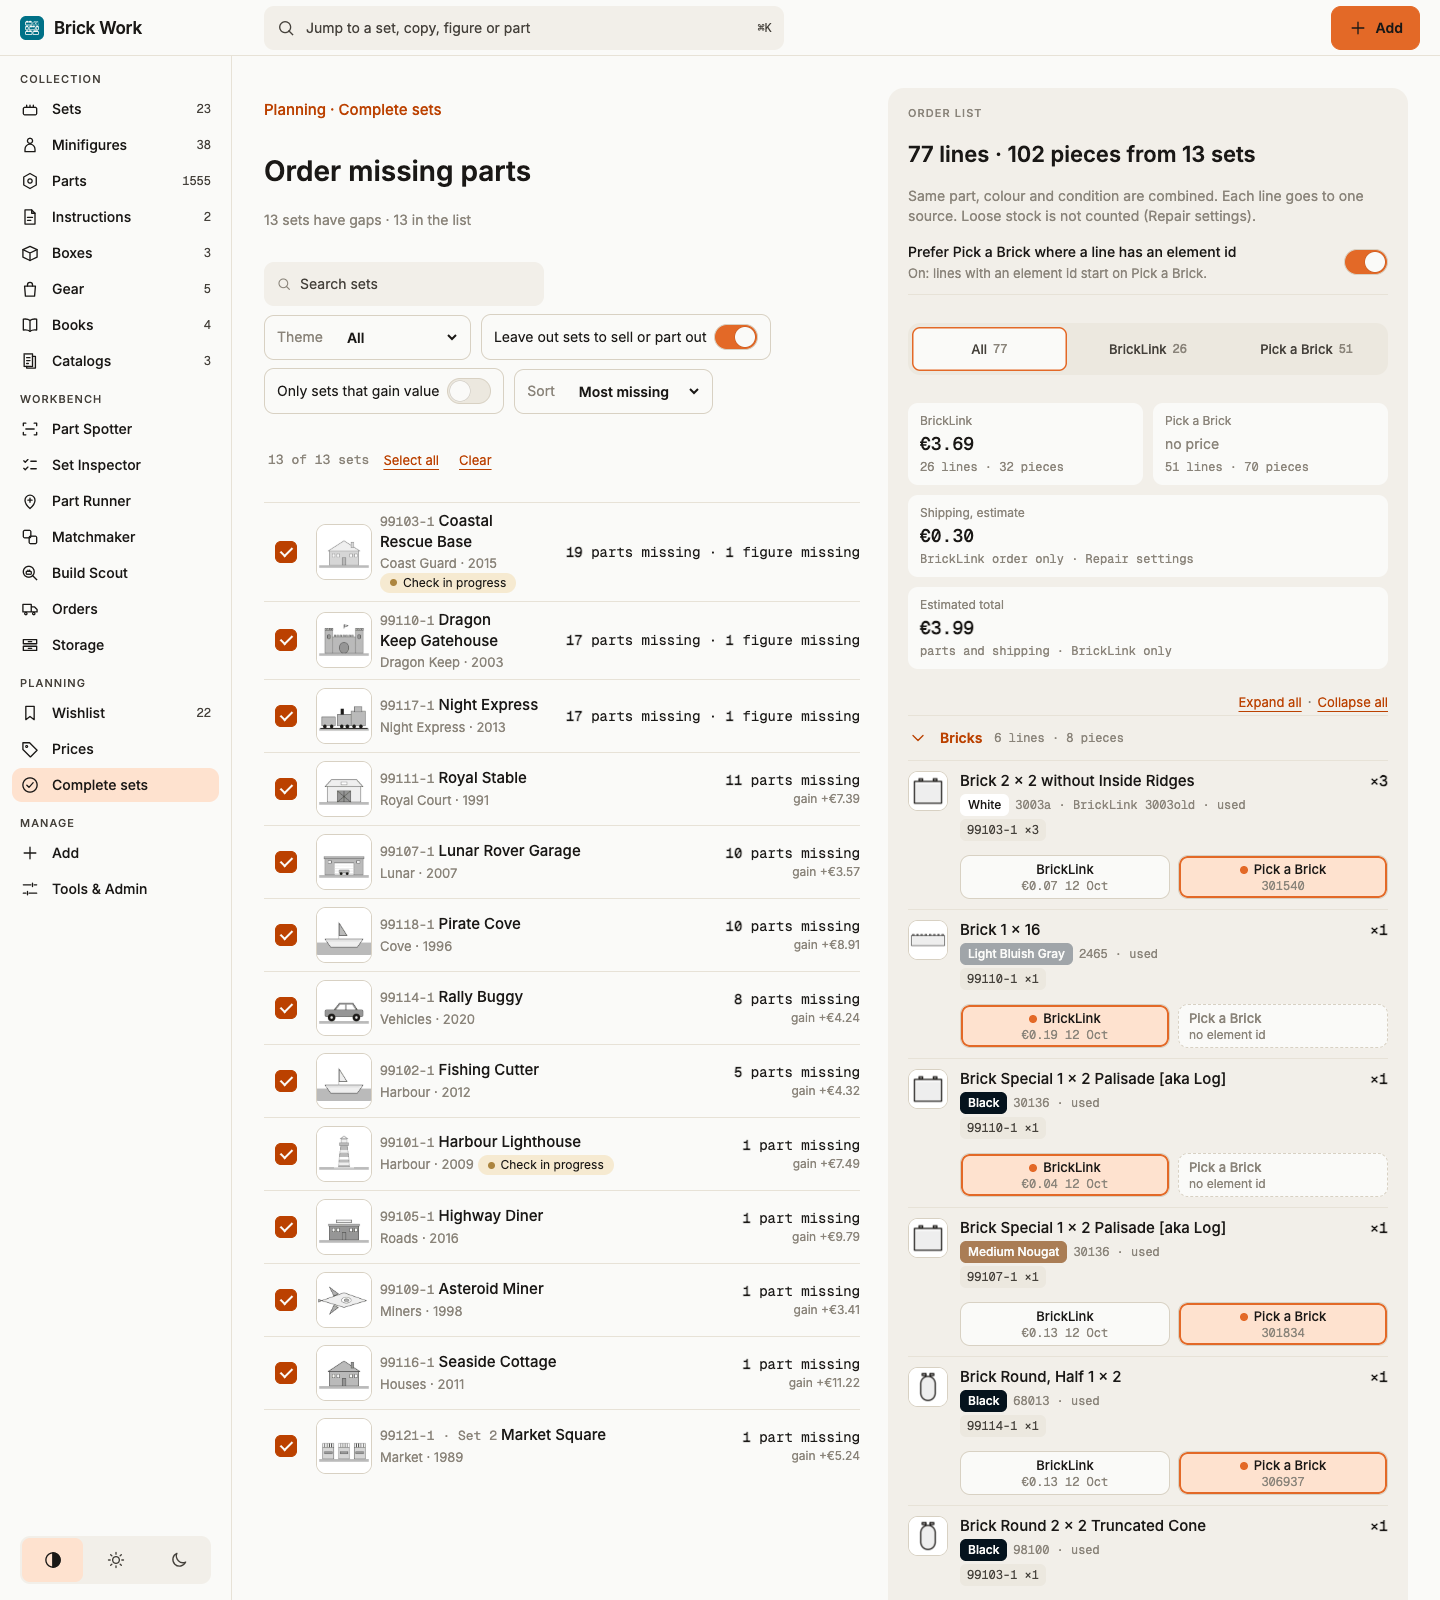 Brick Work
Jump to a set, copy, figure or part
⌘K
Add
COLLECTION
Sets 23
Minifigures 38
Parts 1555
Instructions 2
Boxes 3
Gear 5
Books 4
Catalogs 3
WORKBENCH
Part Spotter
Set Inspector
Part Runner
Matchmaker
Build Scout
Orders
Storage
PLANNING
Wishlist 22
Prices
Complete sets
MANAGE
Add
Tools & Admin
Planning · Complete sets
Order missing parts
13 sets have gaps · 13 in the list
Search sets
Theme All
Leave out sets to sell or part out
Only sets that gain value
Sort Most missing
13 of 13 sets Select all Clear
99103-1 Coastal
Rescue Base
Coast Guard · 2015
Check in progress
19 parts missing · 1 figure missing
99110-1 Dragon
Keep Gatehouse
Dragon Keep · 2003
17 parts missing · 1 figure missing
99117-1 Night Express
Night Express · 2013
17 parts missing · 1 figure missing
99111-1 Royal Stable
Royal Court · 1991
11 parts missing
gain +€7.39
99107-1 Lunar Rover Garage
Lunar · 2007
10 parts missing
gain +€3.57
99118-1 Pirate Cove
Cove · 1996
10 parts missing
gain +€8.91
99114-1 Rally Buggy
Vehicles · 2020
8 parts missing
gain +€4.24
99102-1 Fishing Cutter
Harbour · 2012
5 parts missing
gain +€4.32
99101-1 Harbour Lighthouse
Harbour · 2009 Check in progress
1 part missing
gain +€7.49
99105-1 Highway Diner
Roads · 2016
1 part missing
gain +€9.79
99109-1 Asteroid Miner
Miners · 1998
1 part missing
gain +€3.41
99116-1 Seaside Cottage
Houses · 2011
1 part missing
gain +€11.22
99121-1 · Set 2 Market Square
Market · 1989
1 part missing
gain +€5.24
ORDER LIST
77 lines · 102 pieces from 13 sets
Same part, colour and condition are combined. Each line goes to one
source. Loose stock is not counted (Repair settings).
Prefer Pick a Brick where a line has an element id
On: lines with an element id start on Pick a Brick.
All 77
BrickLink 26
Pick a Brick 51
BrickLink
€3.69
26 lines · 32 pieces
Pick a Brick
no price
51 lines · 70 pieces
Shipping, estimate
€0.30
BrickLink order only · Repair settings
Estimated total
€3.99
parts and shipping · BrickLink only
Expand all · Collapse all
Bricks 6 lines · 8 pieces
Brick 2 × 2 without Inside Ridges ×3
White 3003a · BrickLink 3003old · used
99103-1 ×3
BrickLink
€0.07 12 Oct
Pick a Brick
301540
Brick 1 × 16 ×1
Light Bluish Gray 2465 · used
99110-1 ×1
BrickLink
€0.19 12 Oct
Pick a Brick
no element id
Brick Special 1 × 2 Palisade [aka Log] ×1
Black 30136 · used
99110-1 ×1
BrickLink
€0.04 12 Oct
Pick a Brick
no element id
Brick Special 1 × 2 Palisade [aka Log] ×1
Medium Nougat 30136 · used
99107-1 ×1
BrickLink
€0.13 12 Oct
Pick a Brick
301834
Brick Round, Half 1 × 2 ×1
Black 68013 · used
99114-1 ×1
BrickLink
€0.13 12 Oct
Pick a Brick
306937
Brick Round 2 × 2 Truncated Cone ×1
Black 98100 · used
99103-1 ×1